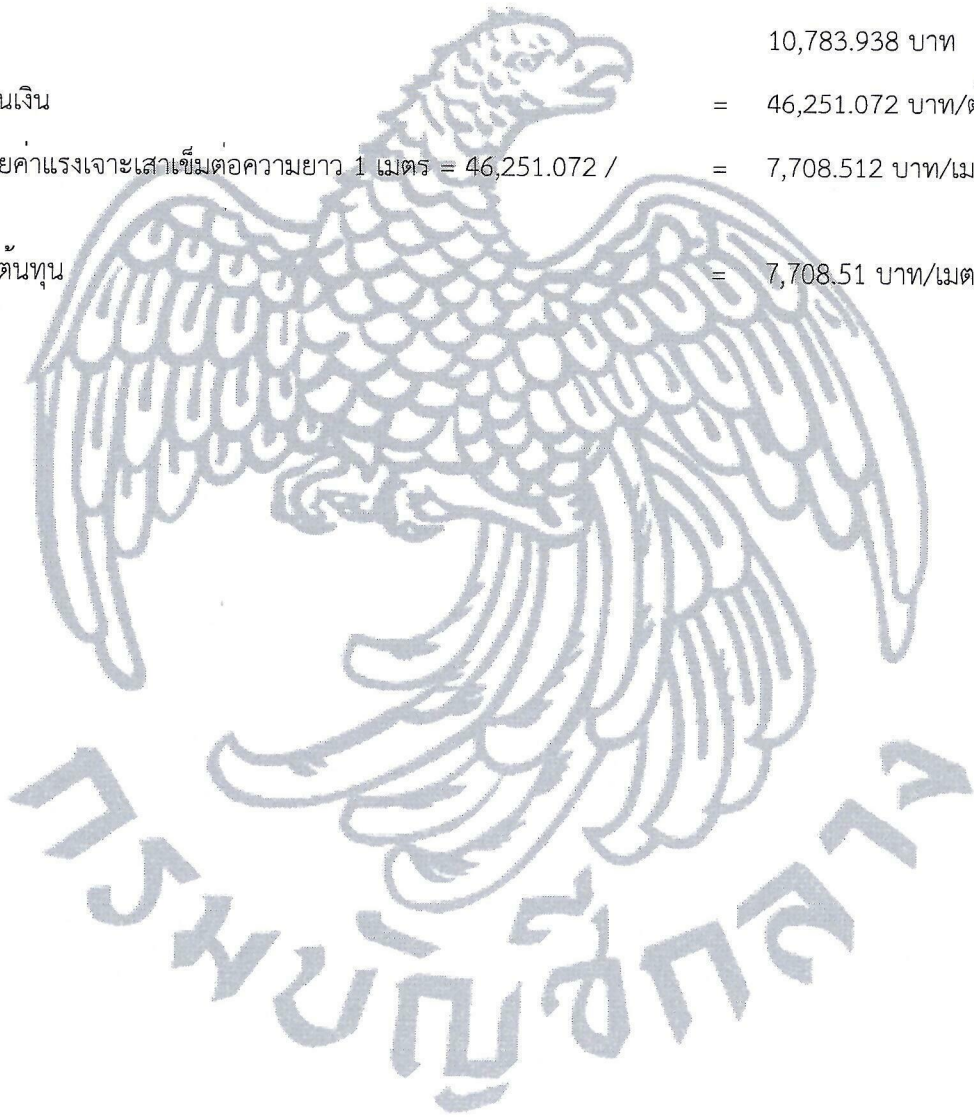 10,783.938 บาท
นเงิน = 46,251.072 บาท/ต
ยค่าแรงเจาะเสาเข็มต่อความยาว 1 เมตร = 46,251.072 / = 7,708.512 บาท/เม
ต้นทุน = 7,708.51 บาท/เมต
กรมบัญชีกลาง